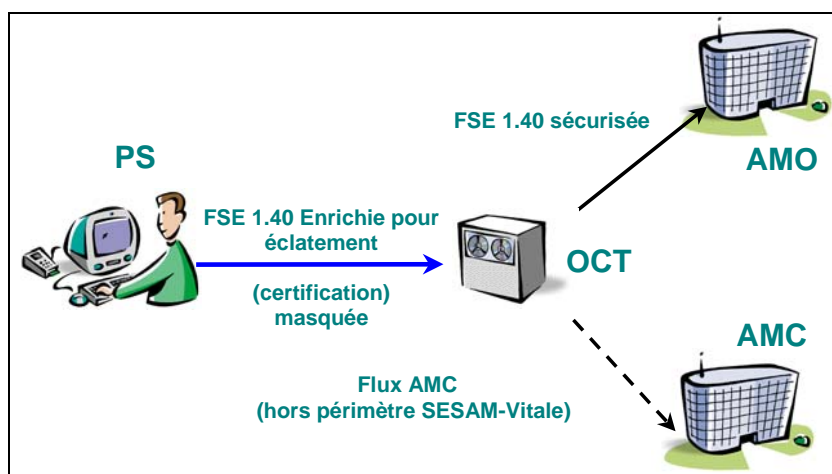 FSE 1.40 sécurisée
AMO
PS
FSE 1.40 Enrichie pour
éclatement
(certification)
masquée
OCT
AMC
Flux AMC
(hors périmètre SESAM-Vitale)